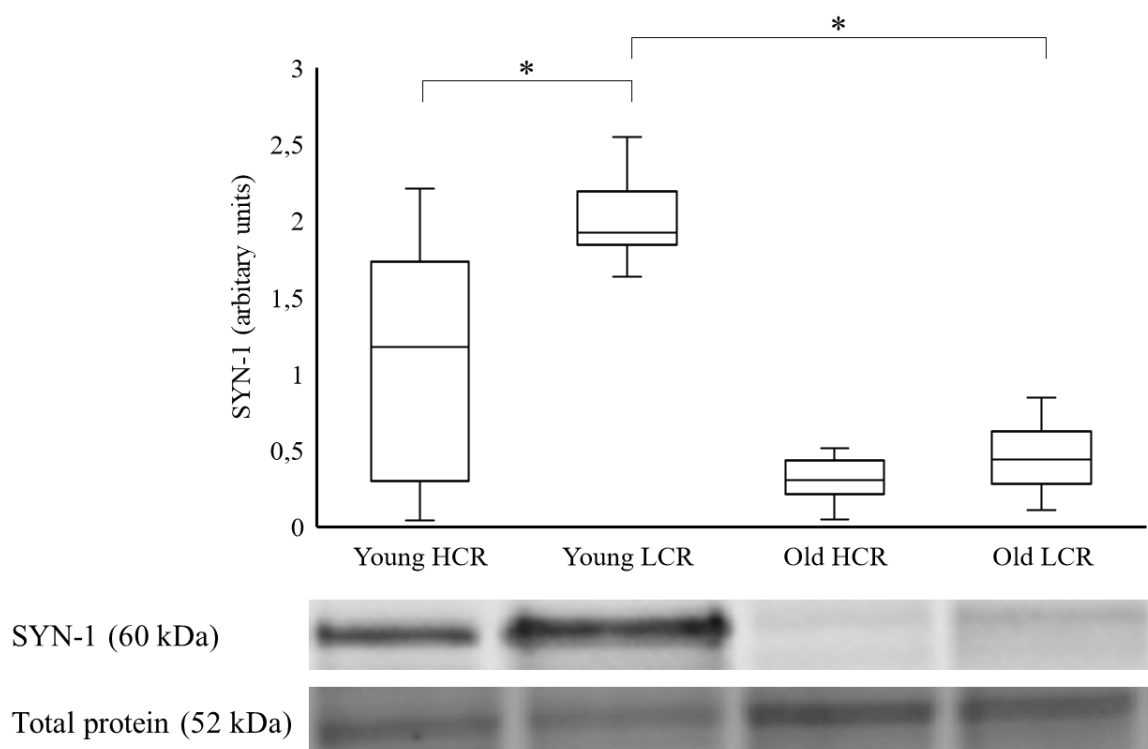 *
*
3
2,5
2
1,5
1
0,5
0
SYN-1 (arbitary units)
Young HCR
Young LCR
Old HCR
Old LCR
SYN-1 (60 kDa)
Total protein (52 kDa)